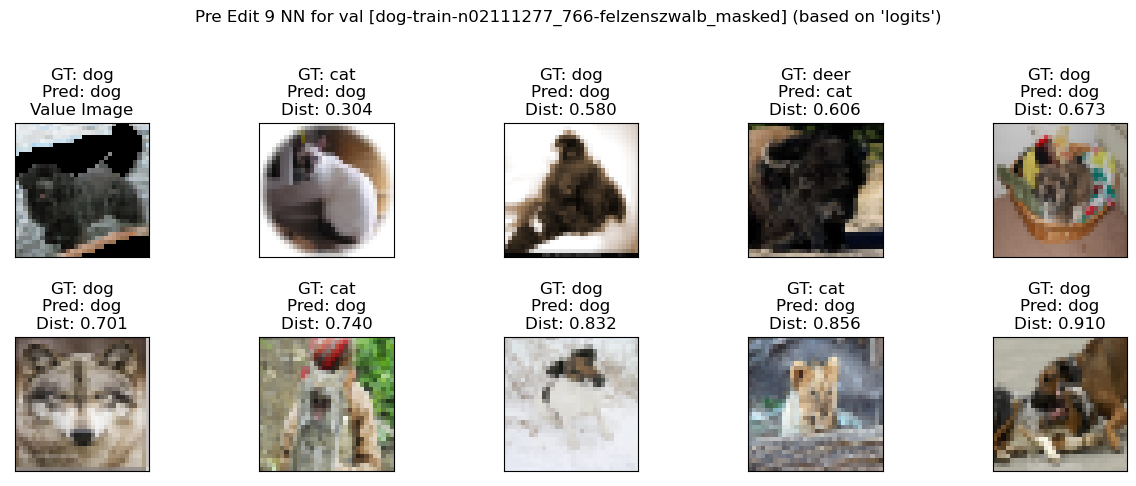 Pre Edit 9 NN for val [dog-train-n02111277_766-felzenszwalb_masked] (based on 'logits')
GT: dog
Pred: dog
Value Image
GT: cat
Pred: dog
Dist: 0.304
GT: dog
Pred: dog
Dist: 0.580
GT: deer
Pred: cat
Dist: 0.606
GT: dog
Pred: dog
Dist: 0.673
GT: dog
Pred: dog
Dist: 0.701
GT: cat
Pred: dog
Dist: 0.740
GT: dog
Pred: dog
Dist: 0.832
GT: cat
Pred: dog
Dist: 0.856
GT: dog
Pred: dog
Dist: 0.910